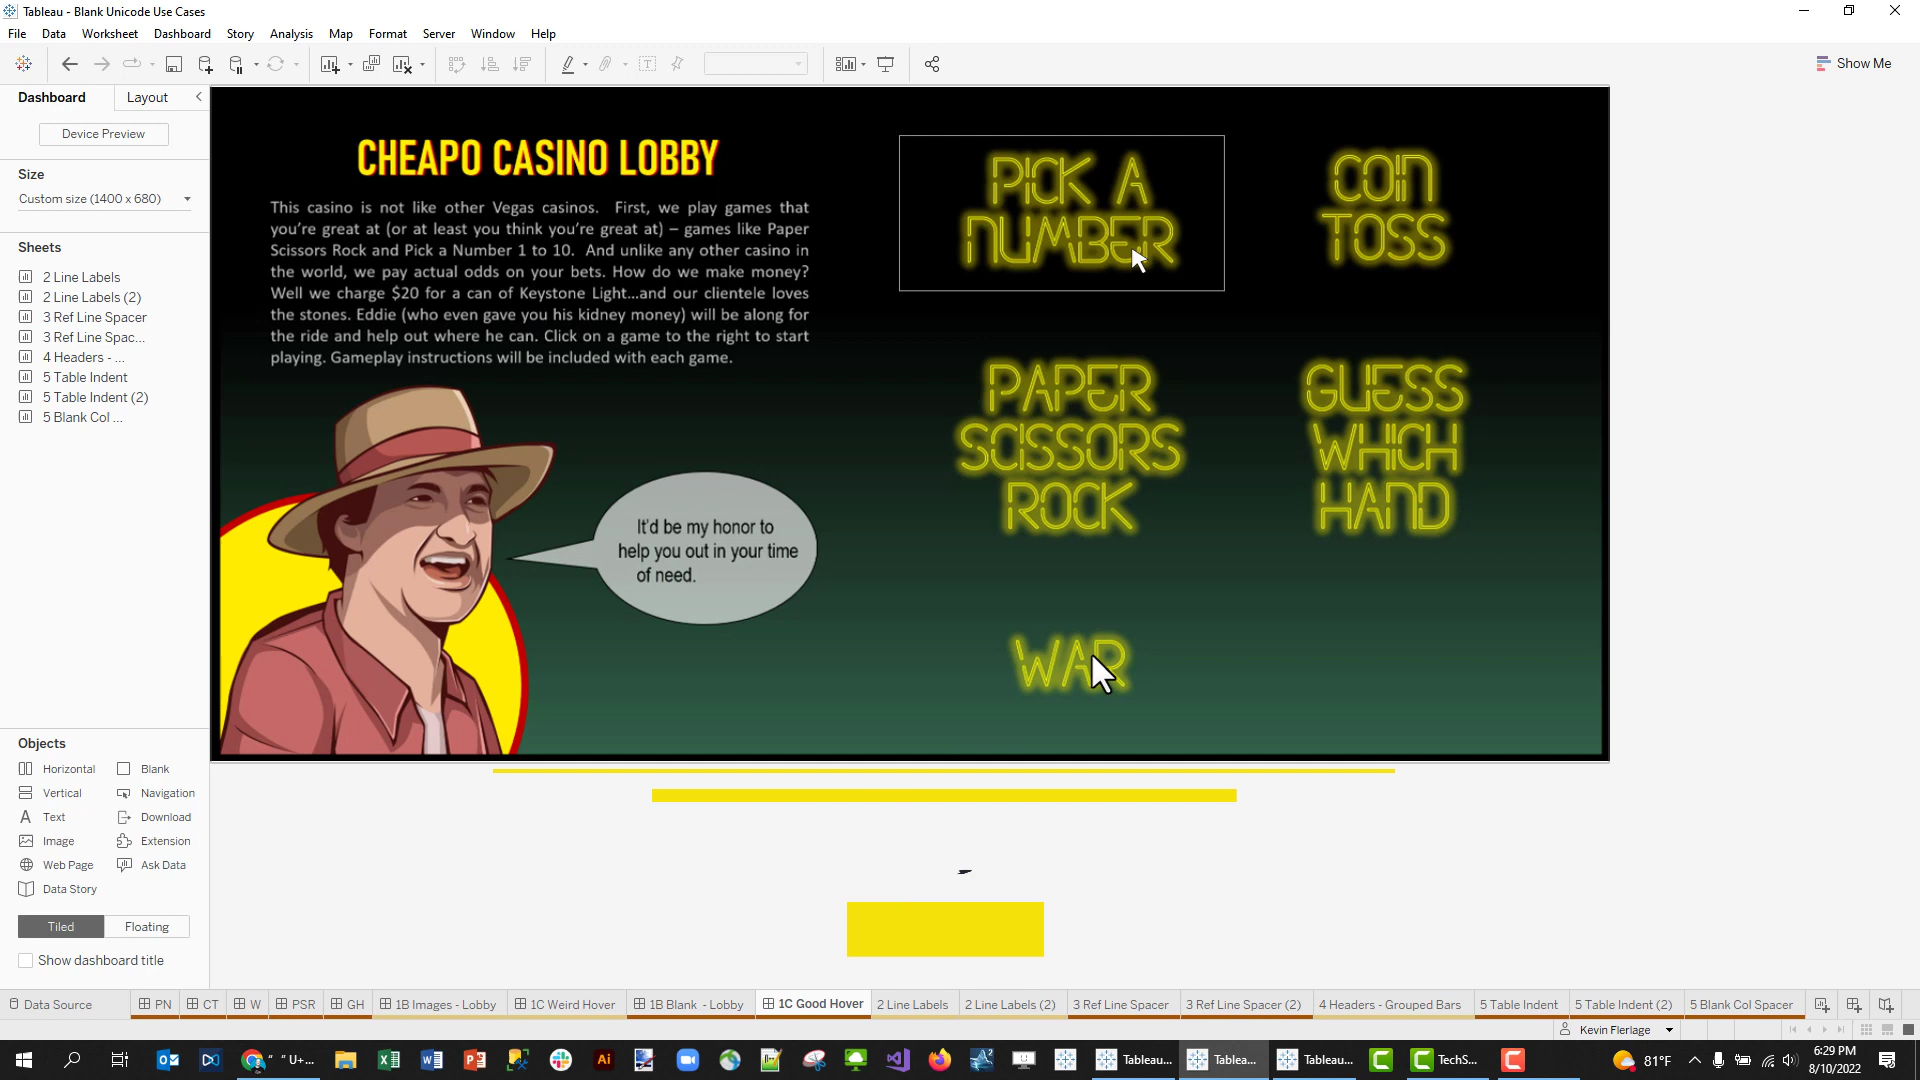 Tableau - Blank Unicode Use Cases
File Data Worksheet Dashboard Story Analysis Map Format Server Window Help
Show Me
Dashboard Layout
Device Preview
Size
Custom size (1400 x 680)
Sheets
2 Line Labels
2 Line Labels (2)
3 Ref Line Spacer
3 Ref Line Spac...
4 Headers - ...
5 Table Indent
5 Table Indent (2)
5 Blank Col ...
CHEAPO CASINO LOBBY
This casino is not like other Vegas casinos. First, we play games that
you're great at (or at least you think you're great at) – games like Paper
Scissors Rock and Pick a Number 1 to 10. And unlike any other casino in
the world, we pay actual odds on your bets. How do we make money?
Well we charge $20 for a can of Keystone Light...and our clientele loves
the stones. Eddie (who even gave you his kidney money) will be along for
the ride and help out where he can. Click on a game to the right to start
playing. Gameplay instructions will be included with each game.
It'd be my honor to
help you out in your time
of need.
PICK A
NUMBER
COIN
TOSS
PAPER
SCISSORS
ROCK
GUESS
WHICH
HAND
WAR
Objects
Horizontal Blank
Vertical Navigation
Text Download
Image Extension
Web Page Ask Data
Data Story
Tiled Floating
Show dashboard title
Data Source PN CT W PSR GH 1B Images - Lobby 1C Weird Hover 1B Blank - Lobby 1C Good Hover 2 Line Labels 2 Line Labels (2) 3 Ref Line Spacer 3 Ref Line Spacer (2) 4 Headers - Grouped Bars 5 Table Indent 5 Table Indent (2) 5 Blank Col Spacer
Kevin Flerlage
" " U+... Tableau... Tablea... Tableau... TechS... 81°F 6:29 PM
8/10/2022